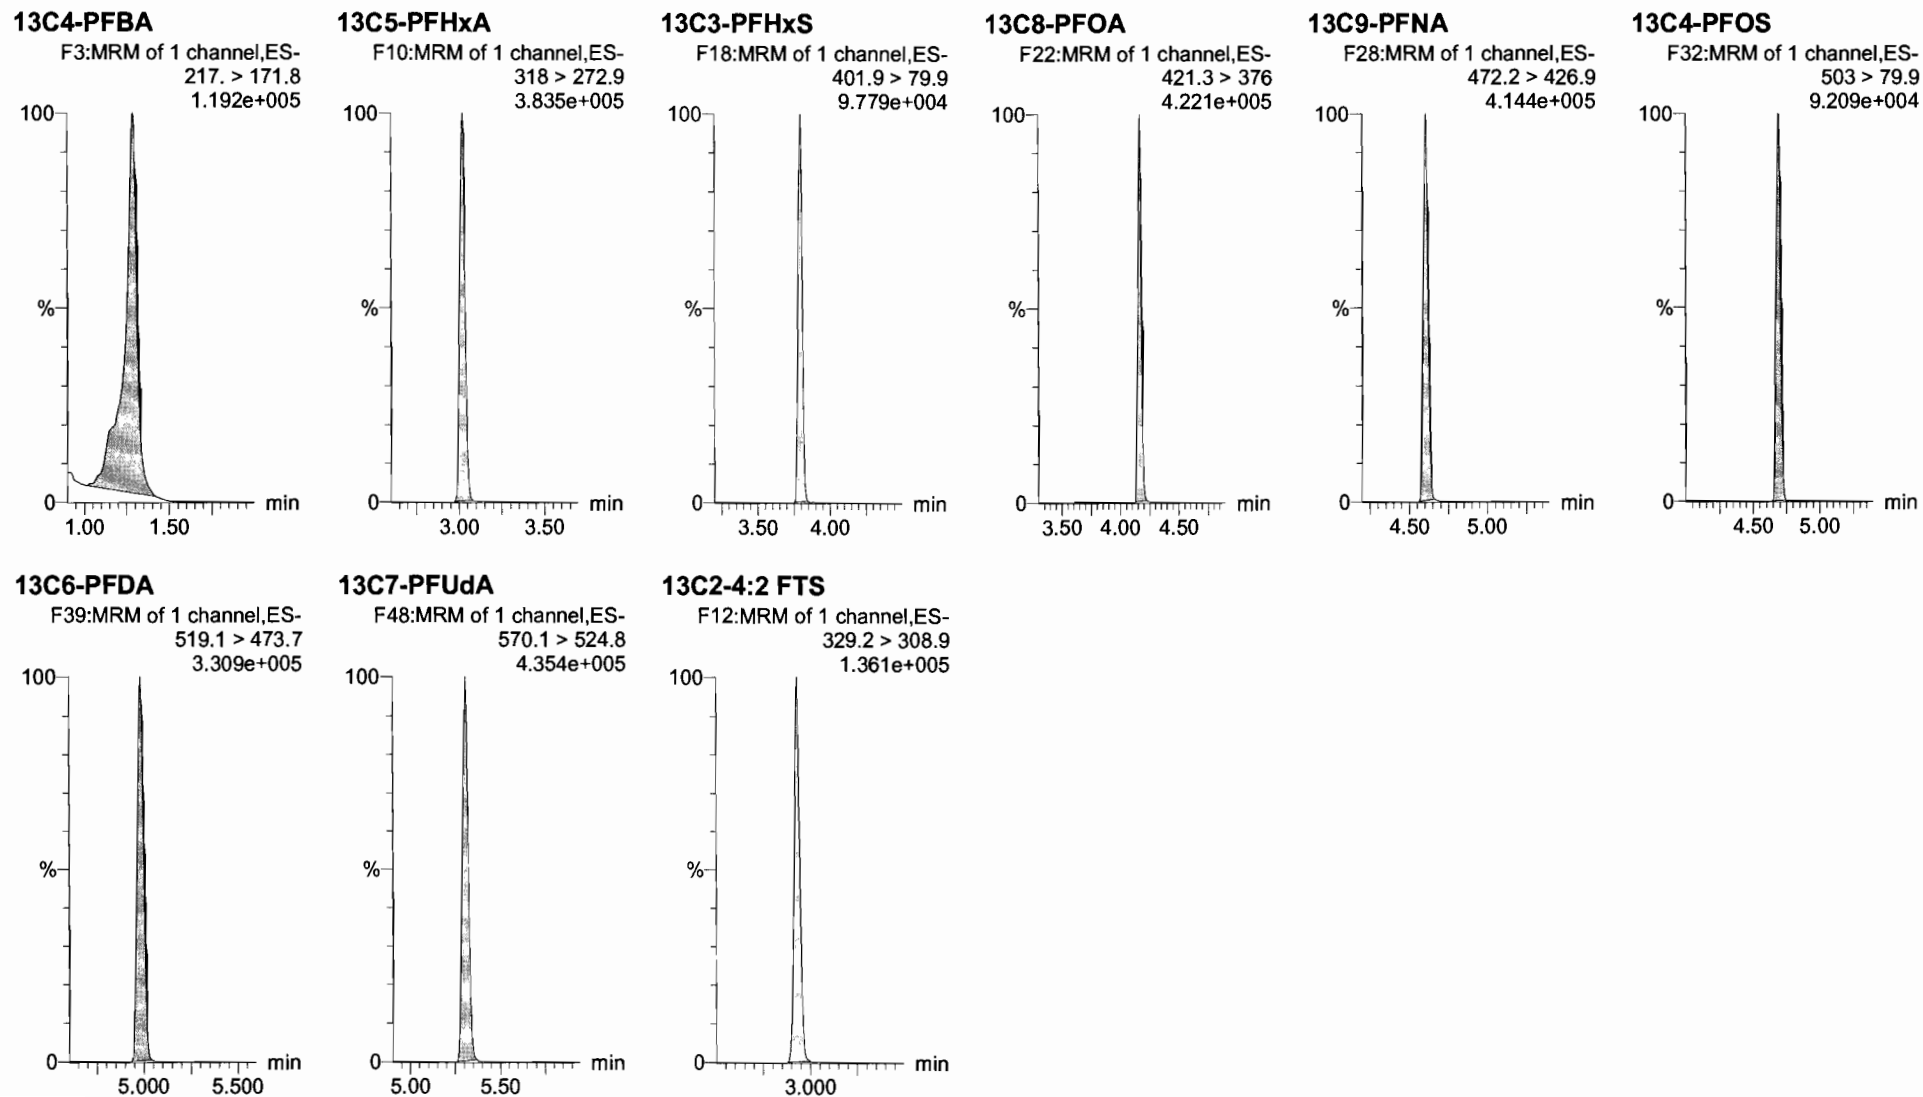 13C4-PFBA
F3:MRM of 1 channel,ES-
217. > 171.8
1.192e+005
100
%
0
min
1.00 1.50
13C5-PFHxA
F10:MRM of 1 channel,ES-
318 > 272.9
3.835e+005
100
%
0
min
3.00 3.50
13C3-PFHxS
F18:MRM of 1 channel,ES-
401.9 > 79.9
9.779e+004
100
%
0
min
3.50 4.00
13C8-PFOA
F22:MRM of 1 channel,ES-
421.3 > 376
4.221e+005
100
%
0
min
3.50 4.00 4.50
13C9-PFNA
F28:MRM of 1 channel,ES-
472.2 > 426.9
4.144e+005
100
%
0
min
4.50 5.00
13C4-PFOS
F32:MRM of 1 channel,ES-
503 > 79.9
9.209e+004
100
%
0
min
4.50 5.00
13C6-PFDA
F39:MRM of 1 channel,ES-
519.1 > 473.7
3.309e+005
100
%
0
min
5.000 5.500
13C7-PFUdA
F48:MRM of 1 channel,ES-
570.1 > 524.8
4.354e+005
100
%
0
min
5.00 5.50
13C2-4:2 FTS
F12:MRM of 1 channel,ES-
329.2 > 308.9
1.361e+005
100
%
0
min
3.000